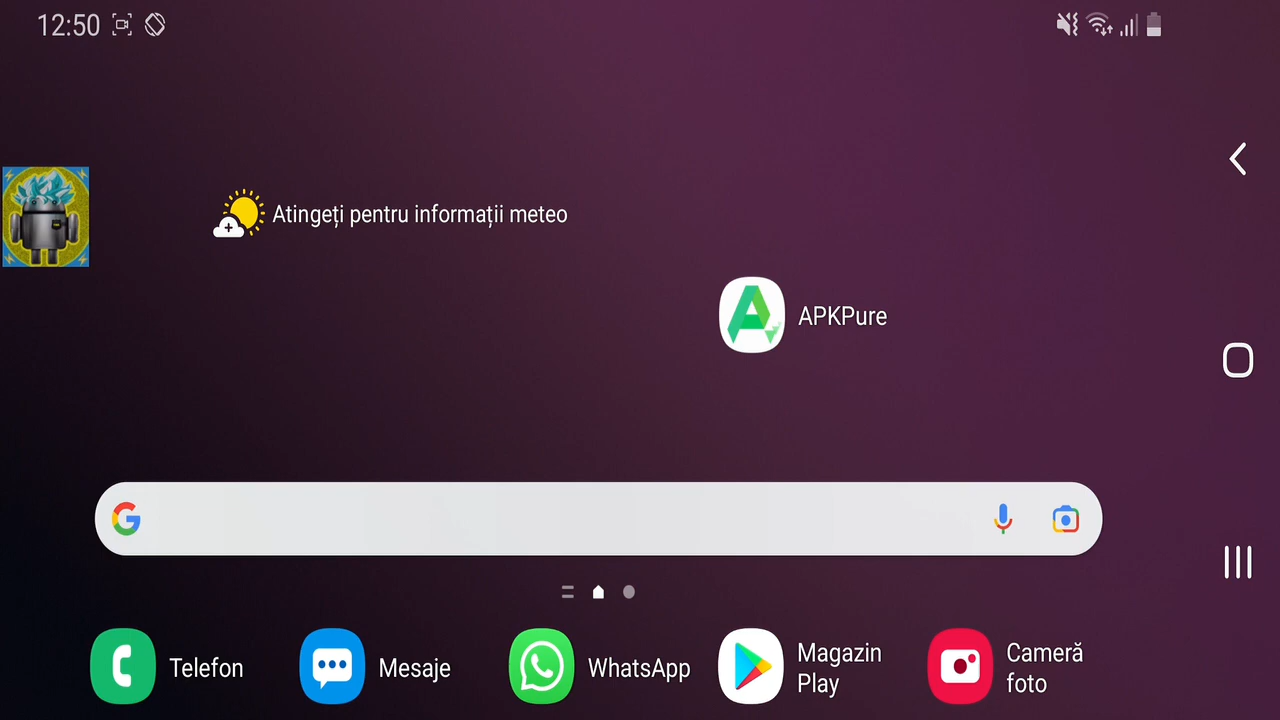 12:50
Atingeți pentru informații meteo
APKPure
Telefon
Mesaje
WhatsApp
Magazin
Play
Cameră
foto